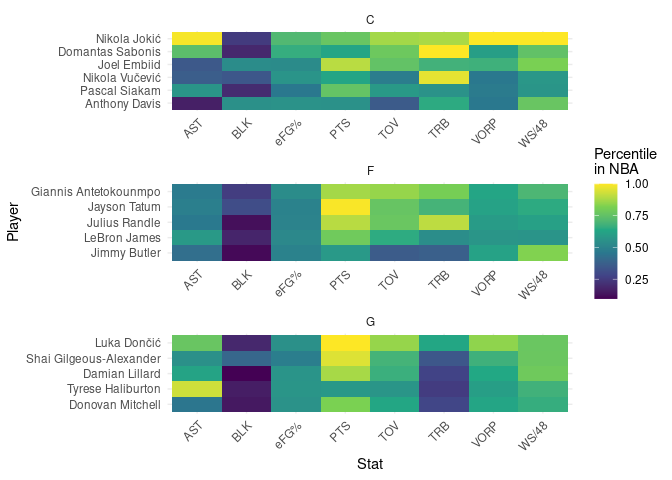 C
Nikola Jokić
Domantas Sabonis
Joel Embiid
Nikola Vučević
Pascal Siakam
Anthony Davis
AST BLK eFG% PTS TOV TRB VORP WS/48
F
Giannis Antetokounmpo
Jayson Tatum
Julius Randle
LeBron James
Jimmy Butler
AST BLK eFG% PTS TOV TRB VORP WS/48
G
Luka Dončić
Shai Gilgeous-Alexander
Damian Lillard
Tyrese Haliburton
Donovan Mitchell
AST BLK eFG% PTS TOV TRB VORP WS/48
Stat
Player
Percentile
in NBA
1.00
0.75
0.50
0.25